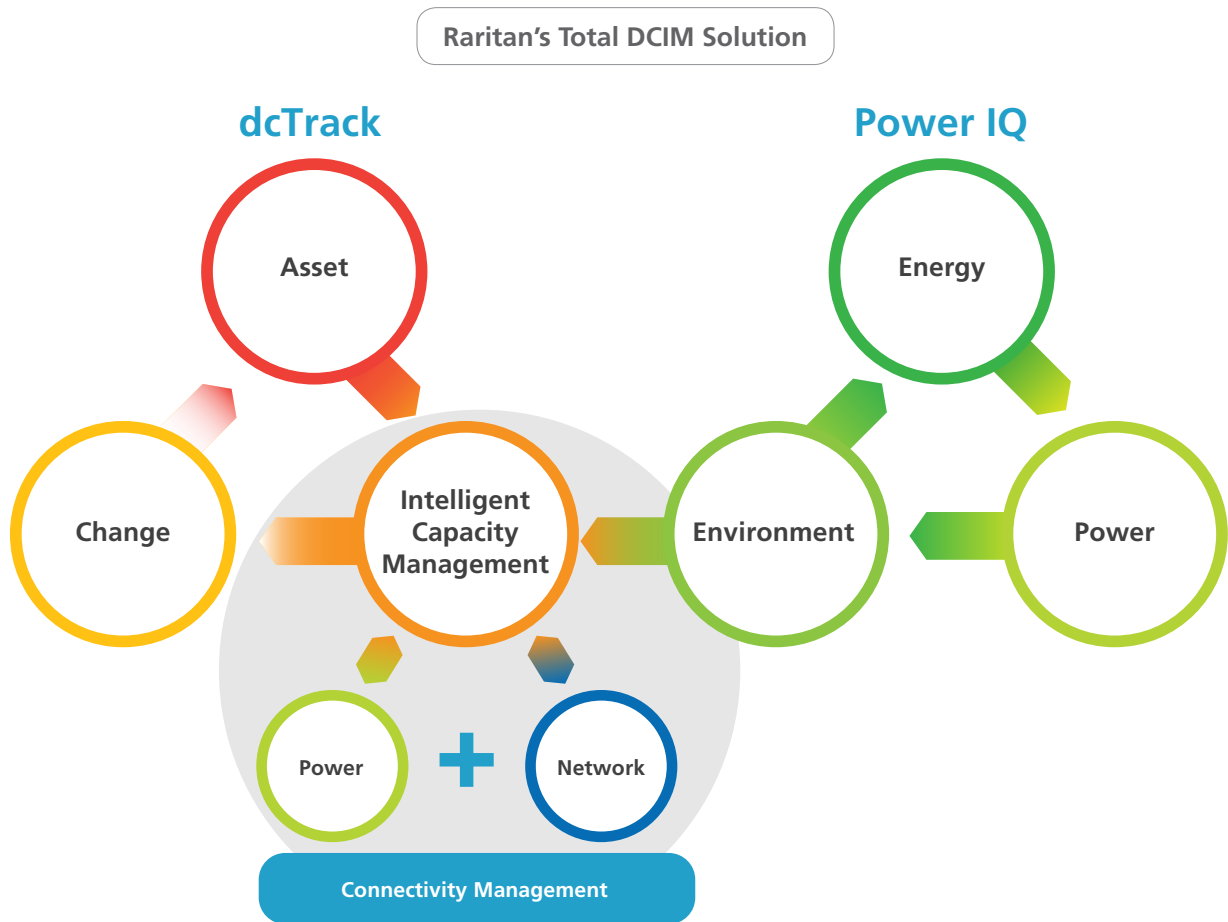 Raritan’s Total DCIM Solution
dcTrack
Power IQ
Asset
Energy
Change
Intelligent
Capacity
Management
Environment
Power
Power
Network
Connectivity Management